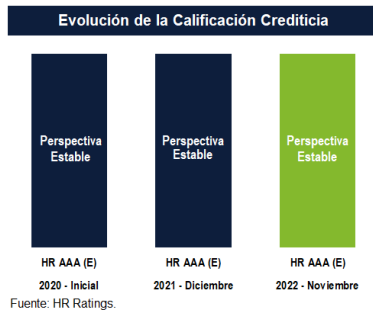 Evolución de la Calificación Crediticia
Perspectiva
Estable
Perspectiva
Estable
Perspectiva
Estable
HR AAA (E)
HR AAA (E)
HR AAA (E)
2020 - Inicial
2021 - Diciembre
2022 - Noviembre
Fuente: HR Ratings.